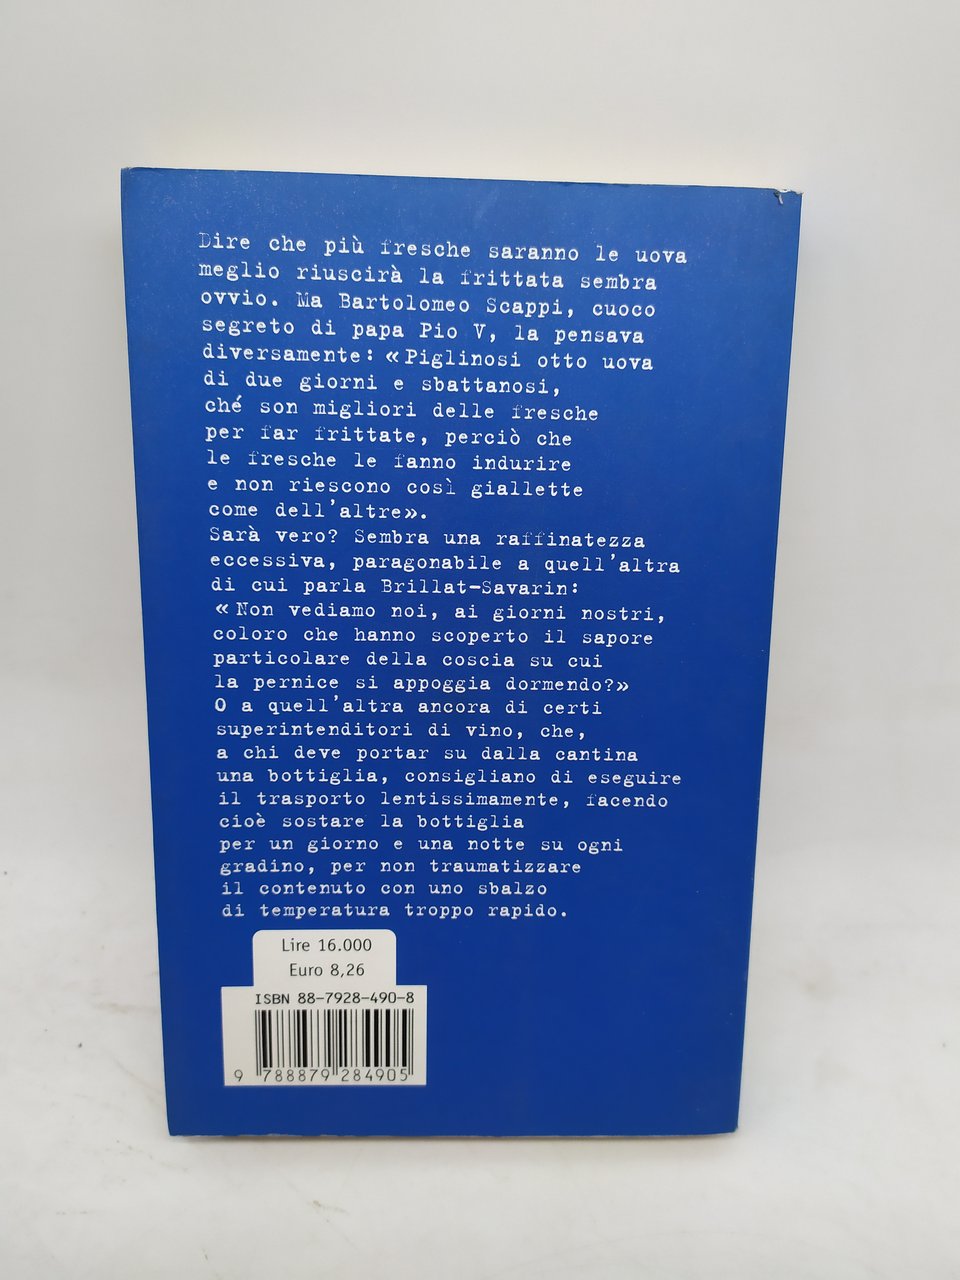 Dire che più fresche saranno le uova
meglio riuscirà la frittata sembra
ovvio. Ma Bartolomeo Scappi, cuoco
segreto di papa Pio V, la pensava
diversamente: «Piglinosi otto uova
di due giorni e sbattanosi,
ché son migliori delle fresche
per far frittate, perciò che
le fresche le fanno indurire
e non riescono così giallette
come dell'altre».
Sarà vero? Sembra una raffinatezza
eccessiva, paragonabile a quell'altra
di cui parla Brillat-Savarin:
«Non vediamo noi, ai giorni nostri,
coloro che hanno scoperto il sapore
particolare della coscia su cui
la pernice si appoggia dormendo?»
O a quell'altra ancora di certi
superintenditori di vino, che,
a chi deve portar su dalla cantina
una bottiglia, consigliano di eseguire
il trasporto lentissimamente, facendo
cioè sostare la bottiglia
per un giorno e una notte su ogni
gradino, per non traumatizzare
il contenuto con uno sbalzo
di temperatura troppo rapido.
Lire 16.000
Euro 8,26
ISBN 88-7928-490-8
9 788879 284905